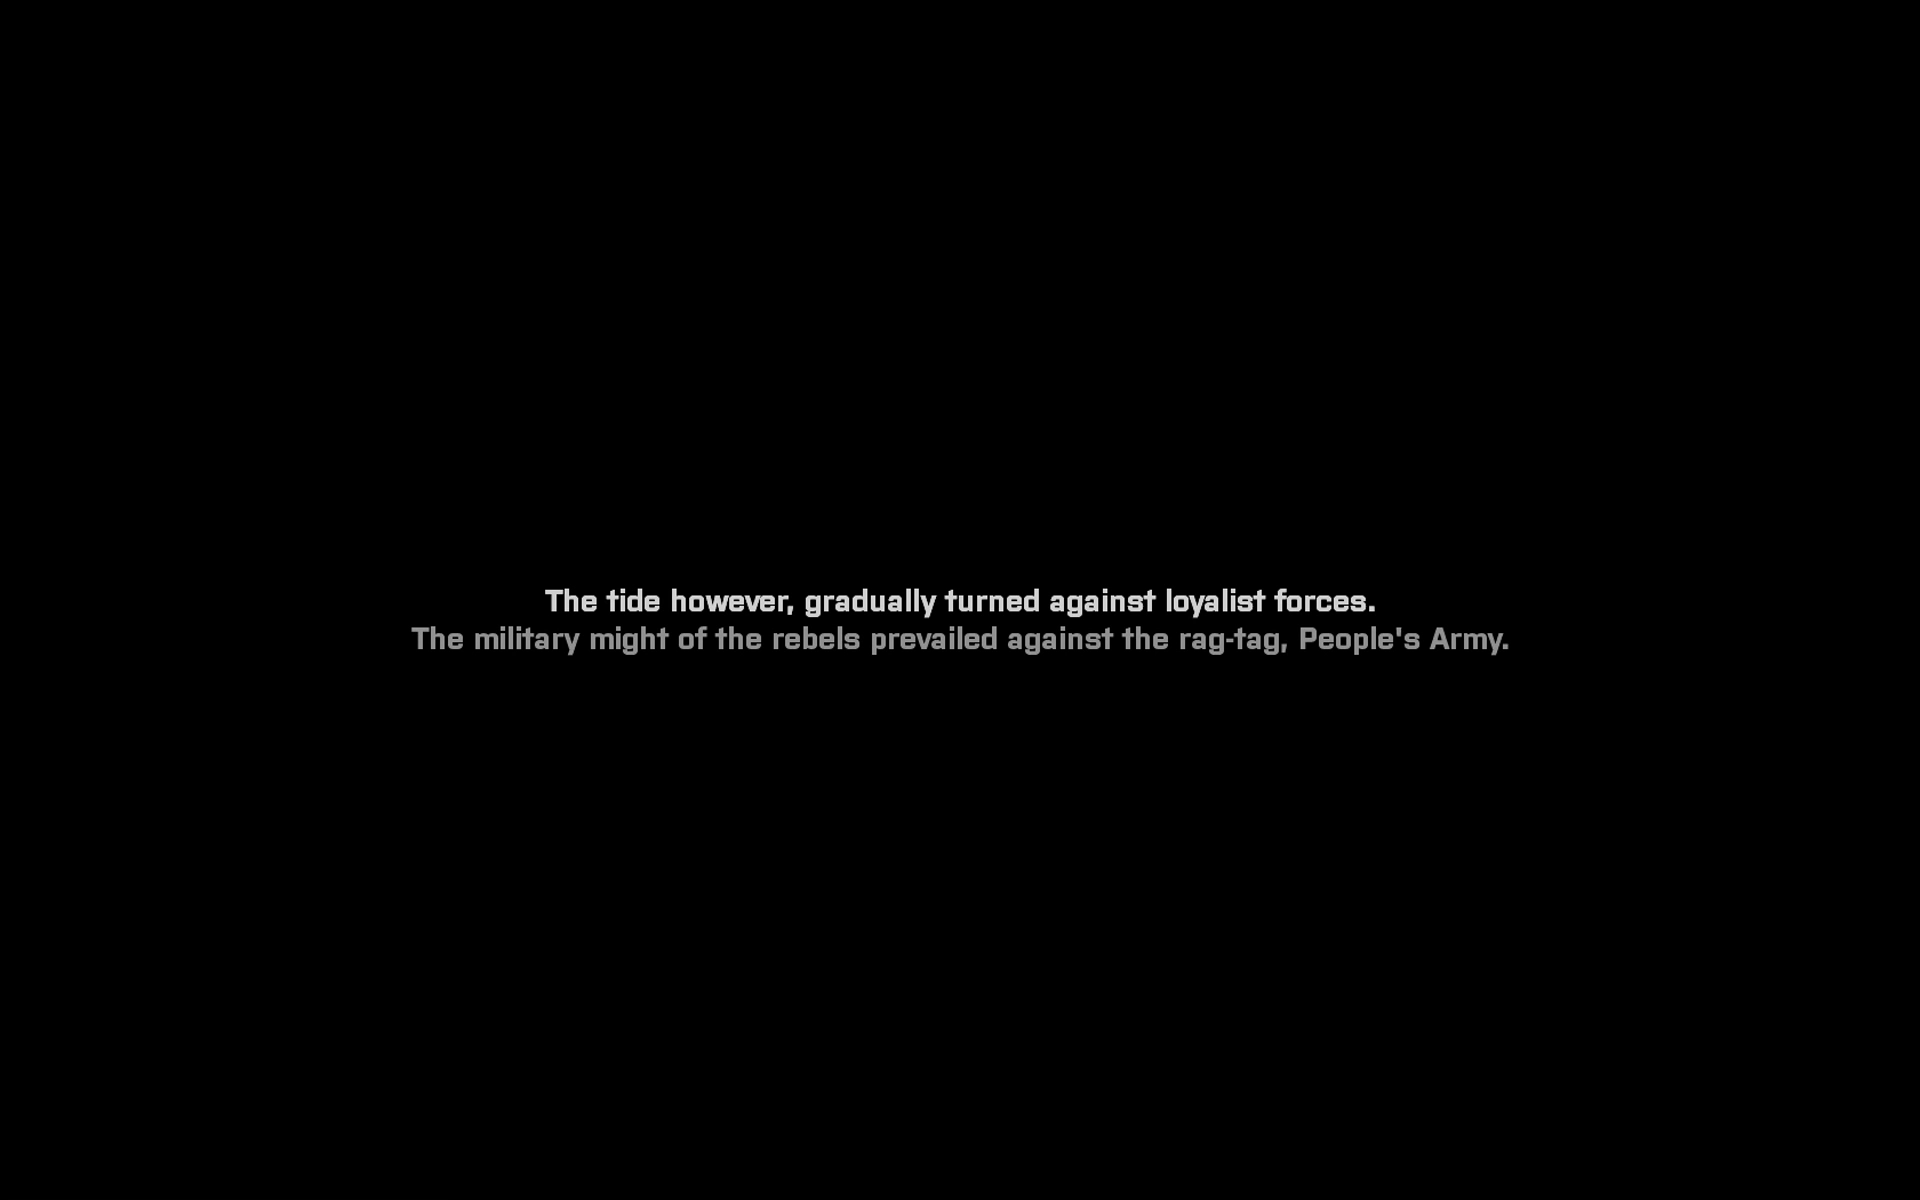 The tide however, gradually turned against loyalist forces.
The military might of the rebels prevailed against the rag-tag, People's Army.